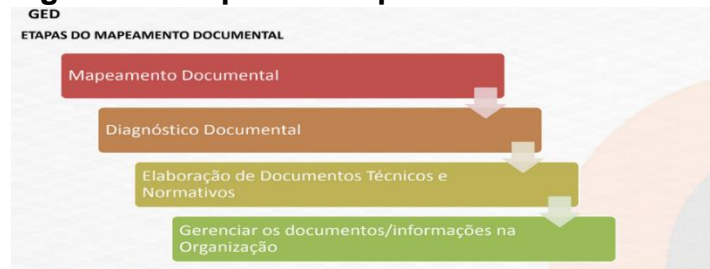 GED
ETAPAS DO MAPEAMENTO DOCUMENTAL
Mapeamento Documental
Diagnóstico Documental
Elaboração de Documentos Técnicos e
Normativos
Gerenciar os documentos/informações na
Organização